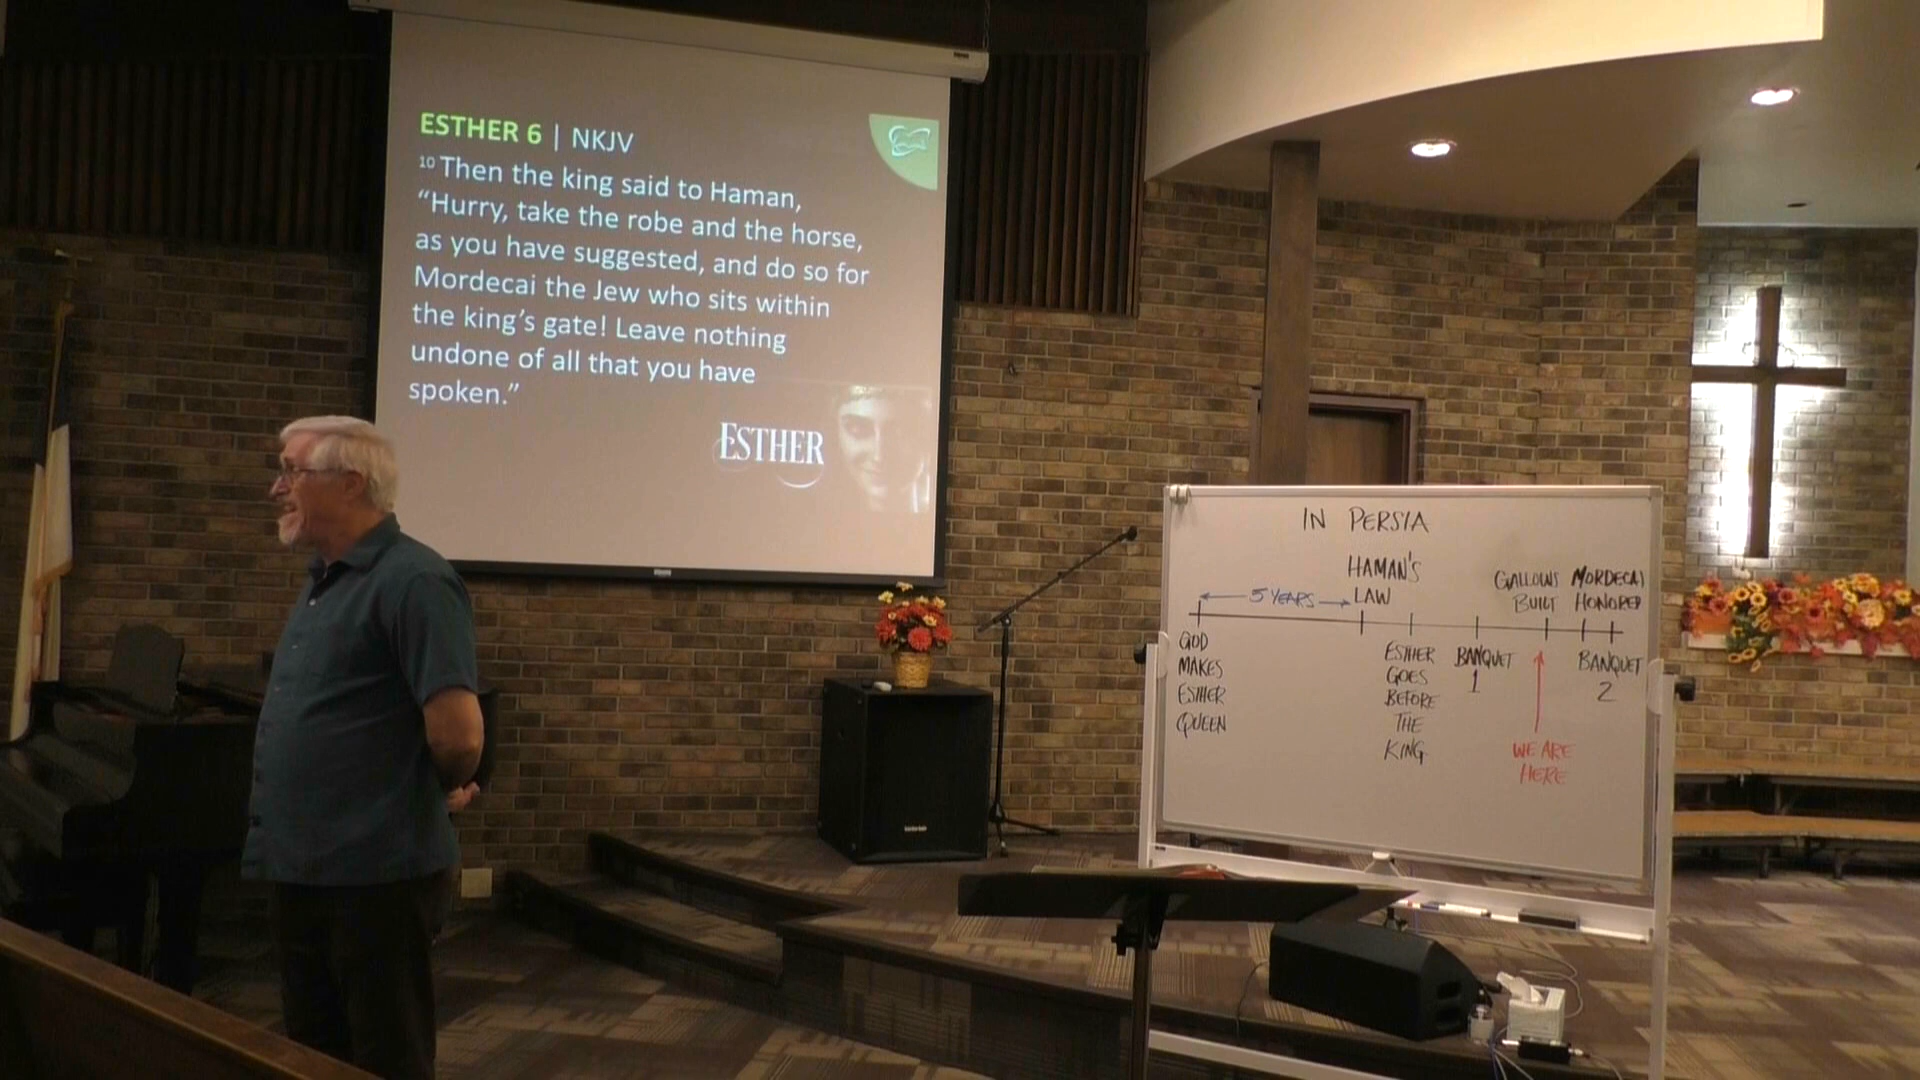 ESTHER 6 | NKJV
10 Then the king said to Haman,
“Hurry, take the robe and the horse,
as you have suggested, and do so for
Mordecai the Jew who sits within
the king’s gate! Leave nothing
undone of all that you have
spoken.”
ESTHER
IN PERSIA
HAMAN'S
LAW
5 YEARS
GALLOWS
BUILT
MORDECAI
HONORED
GOD
MAKES
ESTHER
QUEEN
ESTHER
GOES
BEFORE
THE
KING
BANQUET
1
BANQUET
2
WE ARE
HERE